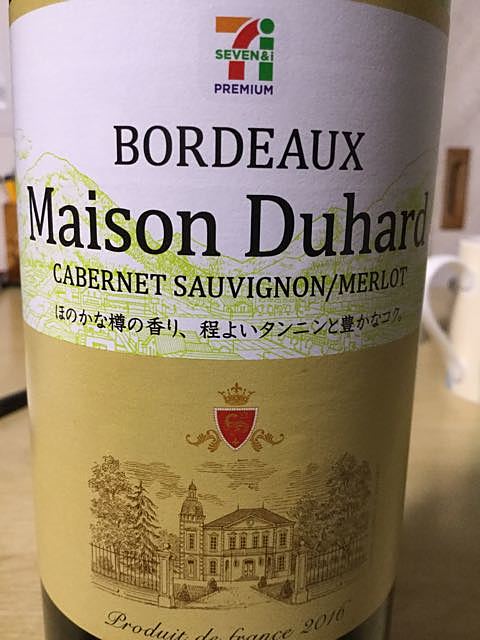 7
SEVEN&i
PREMIUM
BORDEAUX
Maison Duhard
CABERNET SAUVIGNON/MERLOT
ほのかな樽の香り、程よいタンニンと豊かなコク。
Produit de france 2016